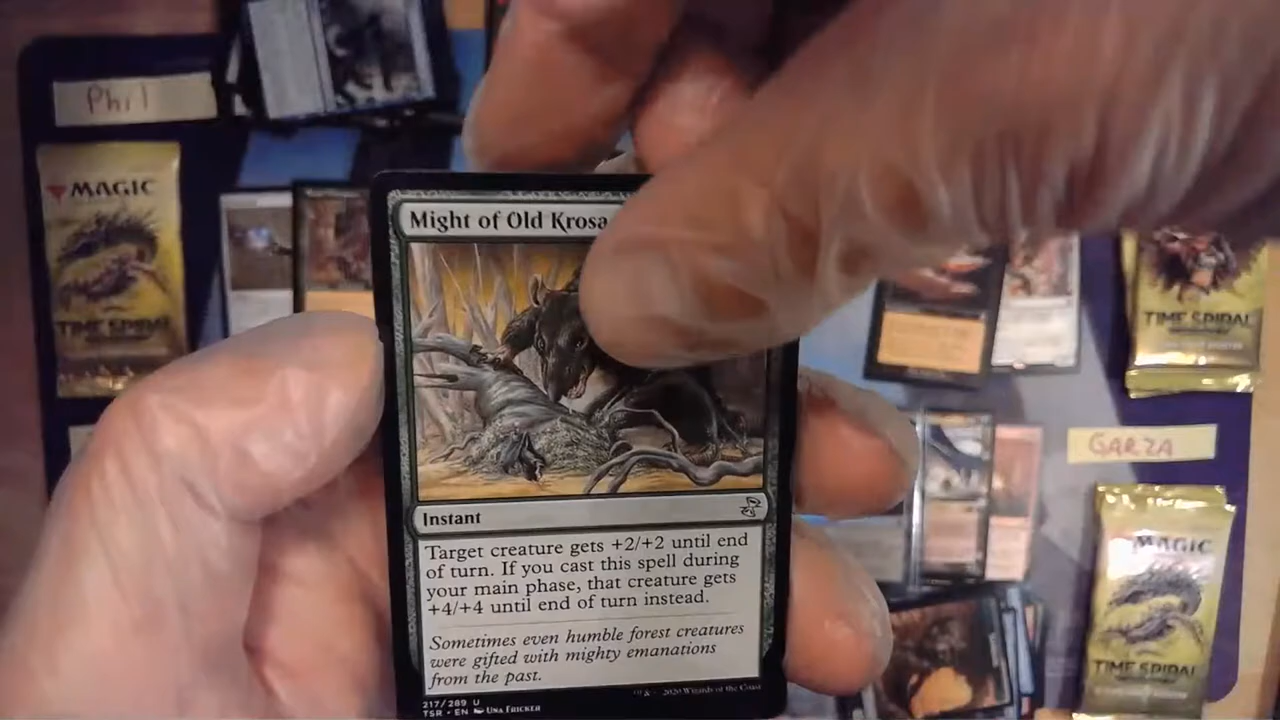 Phil
MAGIC
TIME SPIRAL
Might of Old Krosa
Instant
Target creature gets +2/+2 until end
of turn. If you cast this spell during
your main phase, that creature gets
+4/+4 until end of turn instead.
Sometimes even humble forest creatures
were gifted with mighty emanations
from the past.
217/289 U
TSR • EN Una Fricker
2020 Wizards of the Coast
TIME SPIRAL
GARZA
MAGIC
TIME SPIRAL